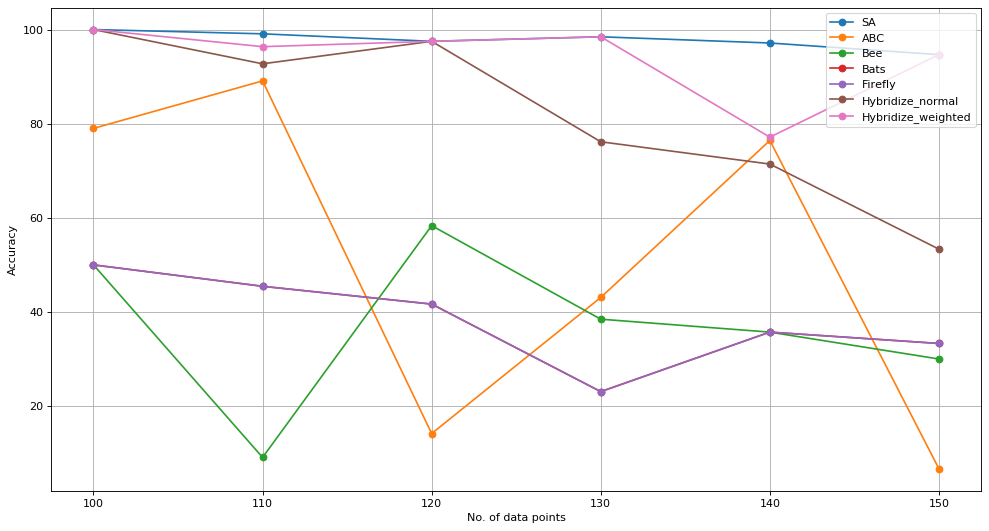 100
80
60
40
20
Accuracy
100
110
120
130
140
150
No. of data points
SA
ABC
Bee
Bats
Firefly
Hybridize_normal
Hybridize_weighted